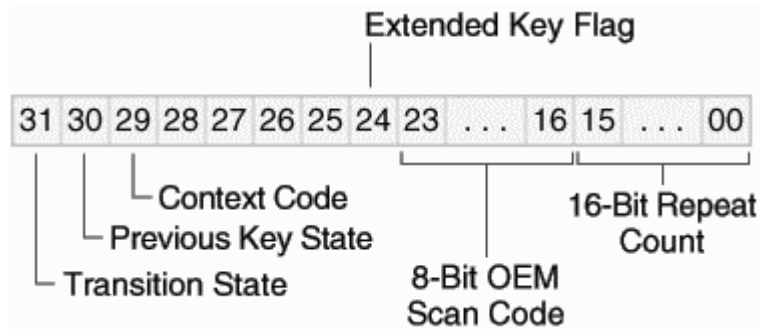 Extended Key Flag
31 30 29 28 27 26 25 24 23 . . . 16 15 . . . 00
Context Code
Previous Key State
Transition State
8-Bit OEM
Scan Code
16-Bit Repeat
Count